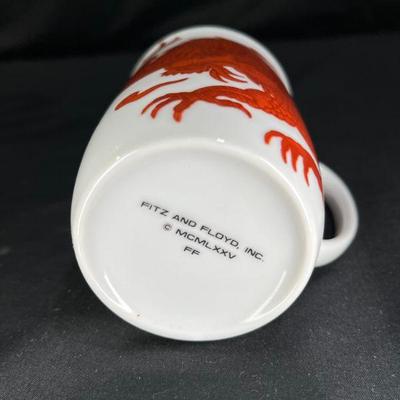 FITZ AND FLOYD, INC.
© MCMLXXV
FF